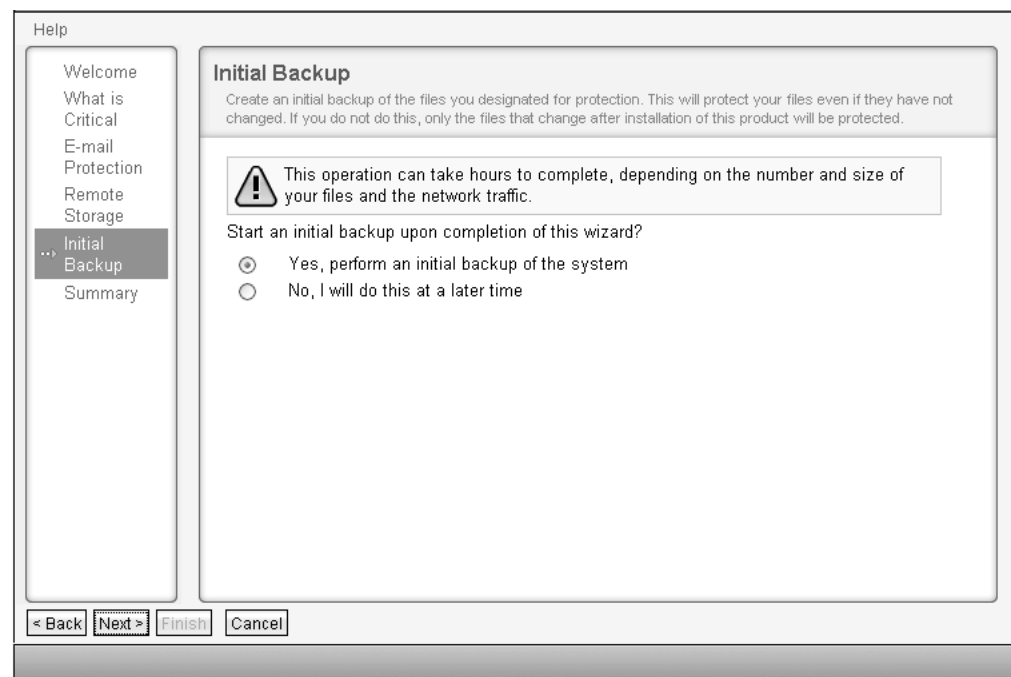 Help
Welcome
What is
Critical
E-mail
Protection
Remote
Storage
Initial
Backup
Summary
Initial Backup
Create an initial backup of the files you designated for protection. This will protect your files even if they have not
changed. If you do not do this, only the files that change after installation of this product will be protected.
This operation can take hours to complete, depending on the number and size of
your files and the network traffic.
Start an initial backup upon completion of this wizard?
Yes, perform an initial backup of the system
No, I will do this at a later time
< Back Next > Finish Cancel